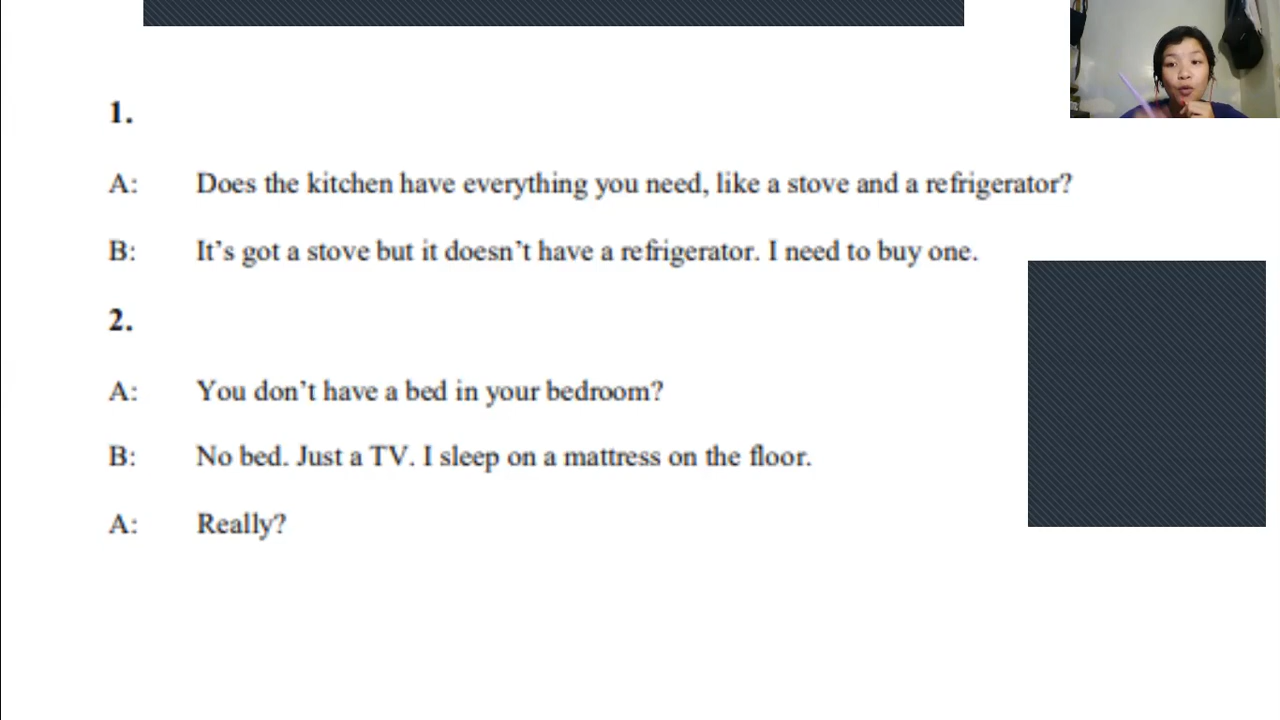 1.
A: Does the kitchen have everything you need, like a stove and a refrigerator?
B: It’s got a stove but it doesn’t have a refrigerator. I need to buy one.
2.
A: You don’t have a bed in your bedroom?
B: No bed. Just a TV. I sleep on a mattress on the floor.
A: Really?